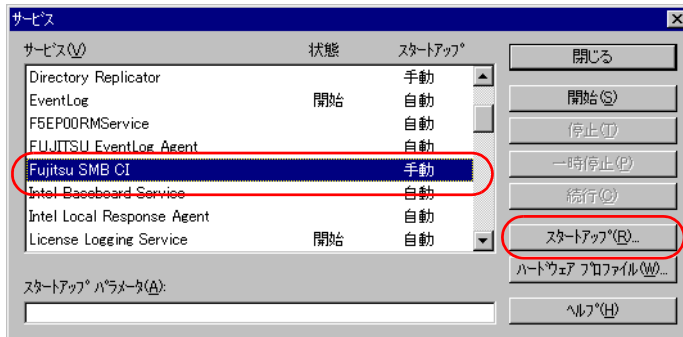 サービス
サービス(V) 状態 スタートアップ
Directory Replicator 手動
EventLog 開始 自動
F5EP00RMService 自動
FUJITSU EventLog Agent 自動
Fujitsu SMB CI 手動
Intel Baseboard Service 自動
Intel Local Response Agent 自動
License Logging Service 開始 自動
スタートアップ パラメータ(A):
閉じる
開始(S)
停止(T)
一時停止(P)
続行(C)
スタートアップ(R)...
ハードウェア プロファイル(W)...
ヘルプ(H)